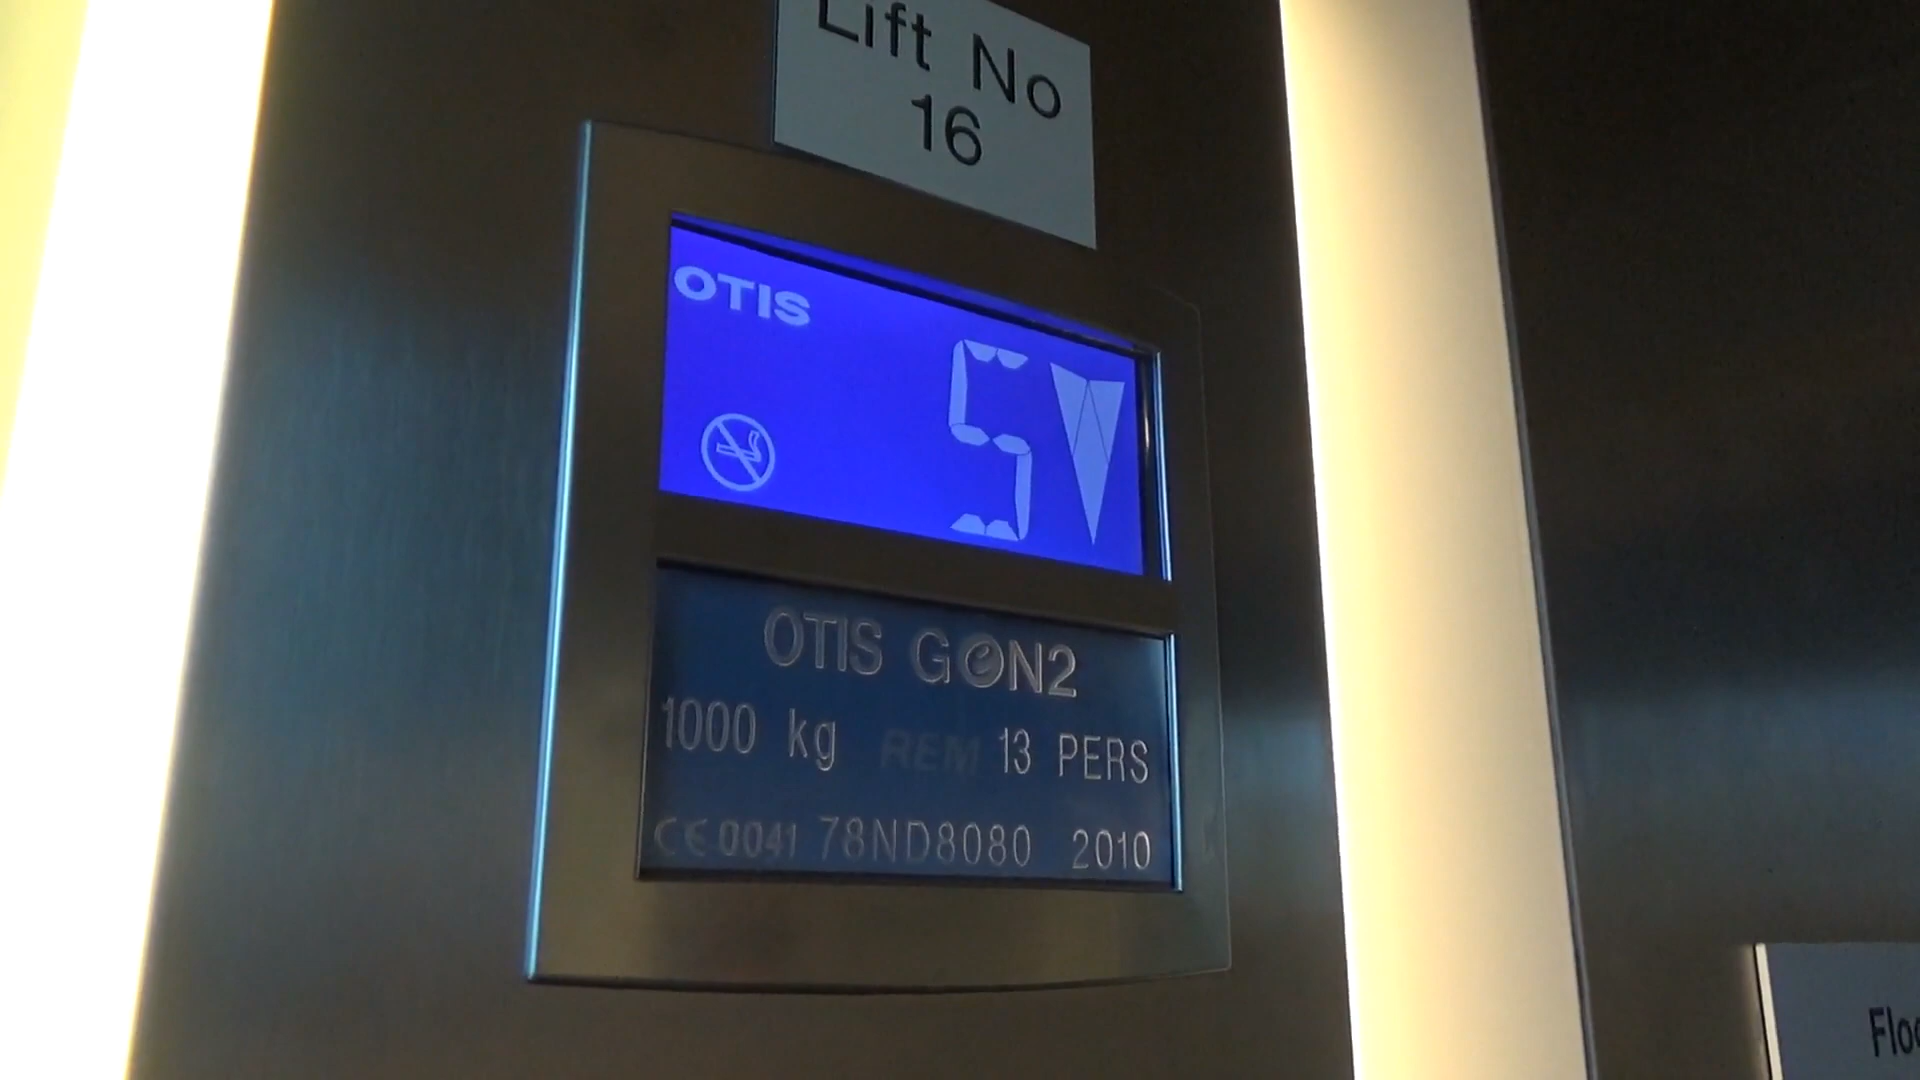 Lift No
16
OTIS
5
OTIS GeN2
1000 kg REM 13 PERS
CE 0041 78ND8080 2010